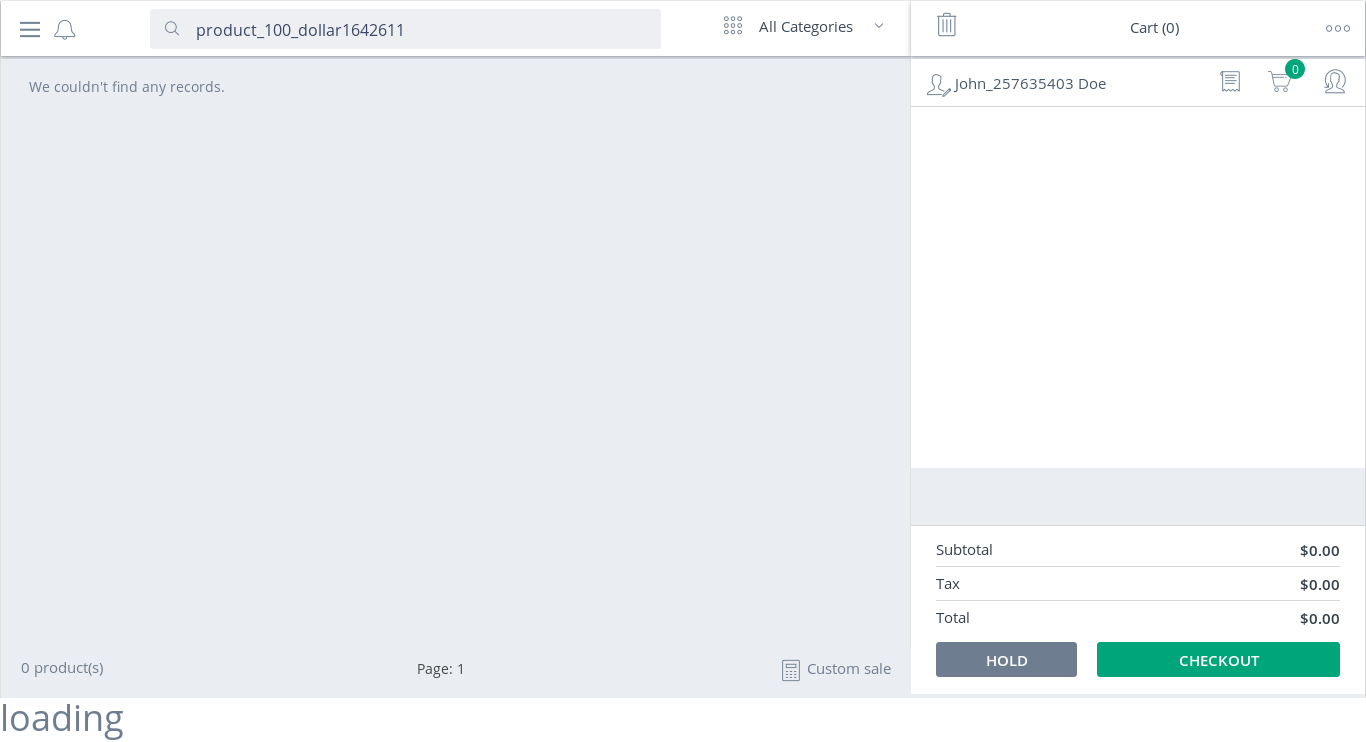 product_100_dollar1642611
All Categories
Cart (0)
We couldn't find any records.
John_257635403 Doe
0
Subtotal
$0.00
Tax
$0.00
Total
$0.00
HOLD
CHECKOUT
0 product(s)
Page: 1
Custom sale
loading